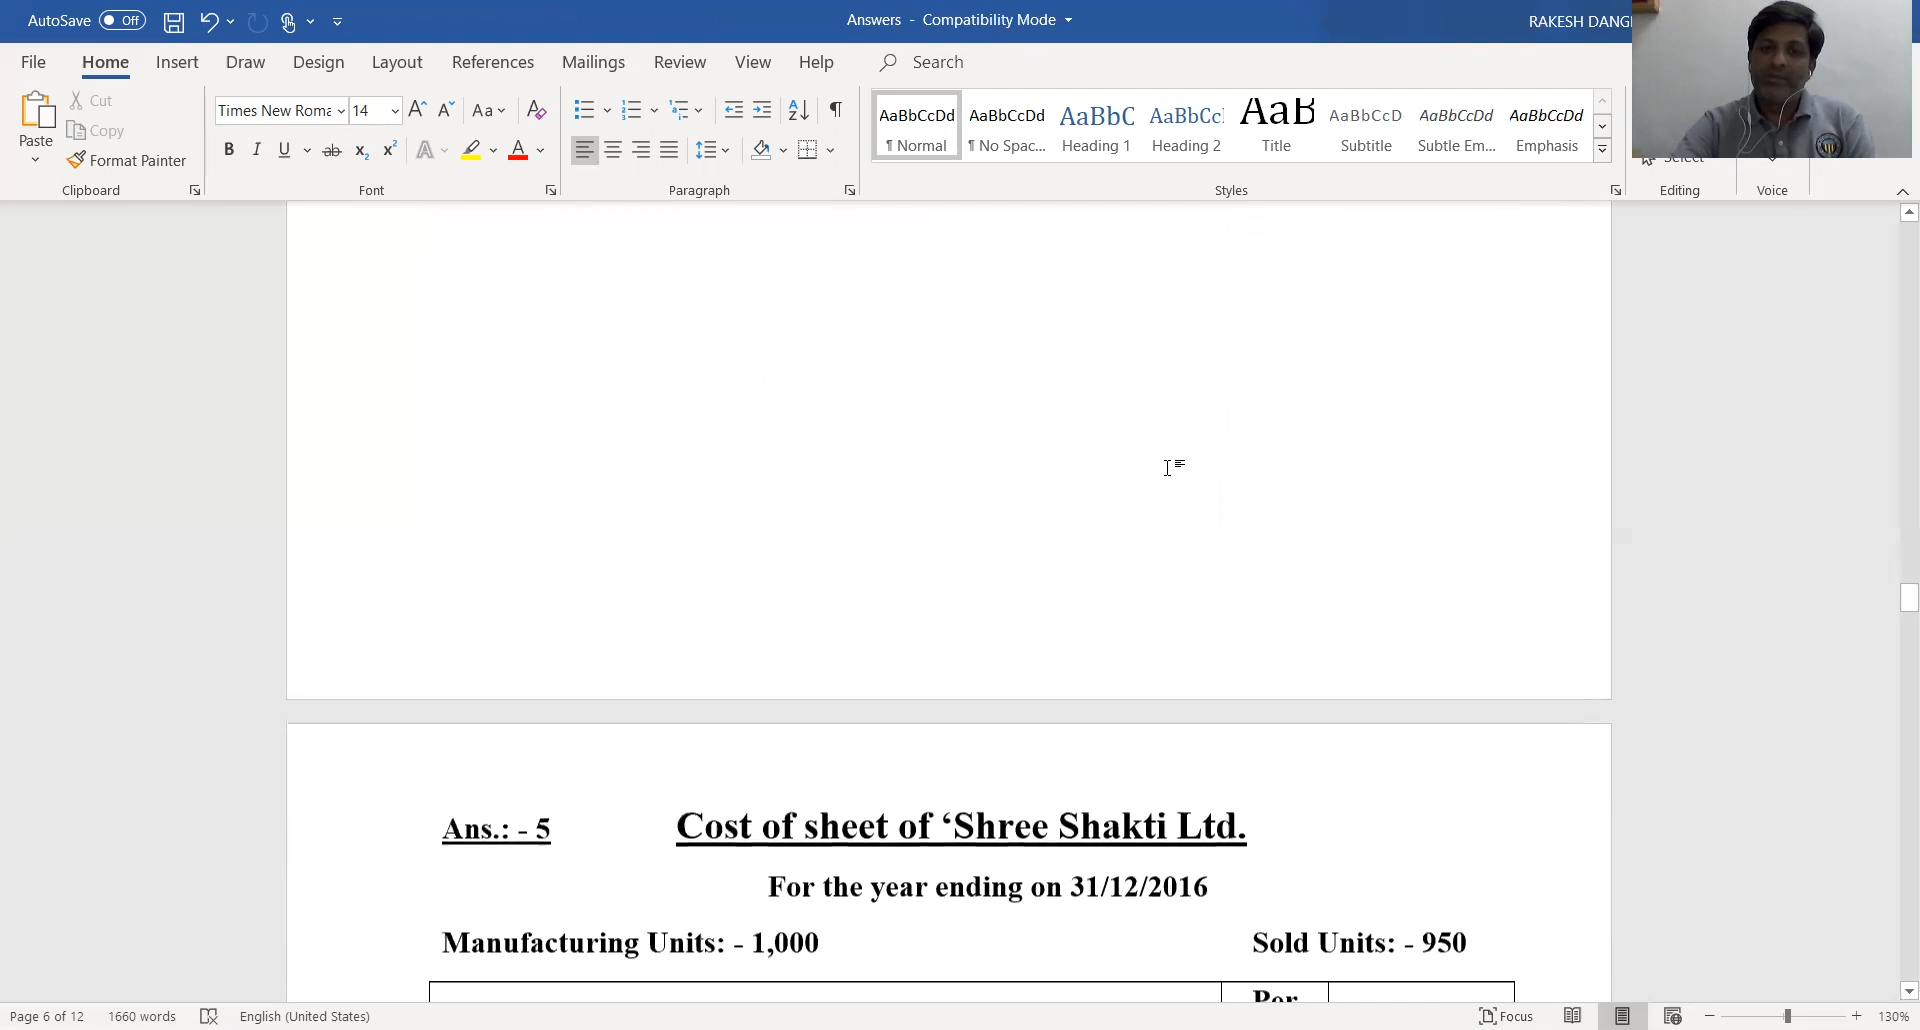 AutoSave Off
Answers - Compatibility Mode
RAKESH DANG
File Home Insert Draw Design Layout References Mailings Review View Help Search
Paste
Cut
Copy
Format Painter
Clipboard
Times New Roma 14
Font
Paragraph
AaBbCcDd AaBbCcDd AaBbC AaBbCc AaB AaBbCcD AaBbCcDd AaBbCcDd
¶ Normal ¶ No Spac... Heading 1 Heading 2 Title Subtitle Subtle Em... Emphasis
Styles
Select
Editing
Voice
Ans.: - 5 Cost of sheet of ‘Shree Shakti Ltd.
For the year ending on 31/12/2016
Manufacturing Units: - 1,000 Sold Units: - 950
Per
Page 6 of 12 1660 words English (United States) Focus 130%